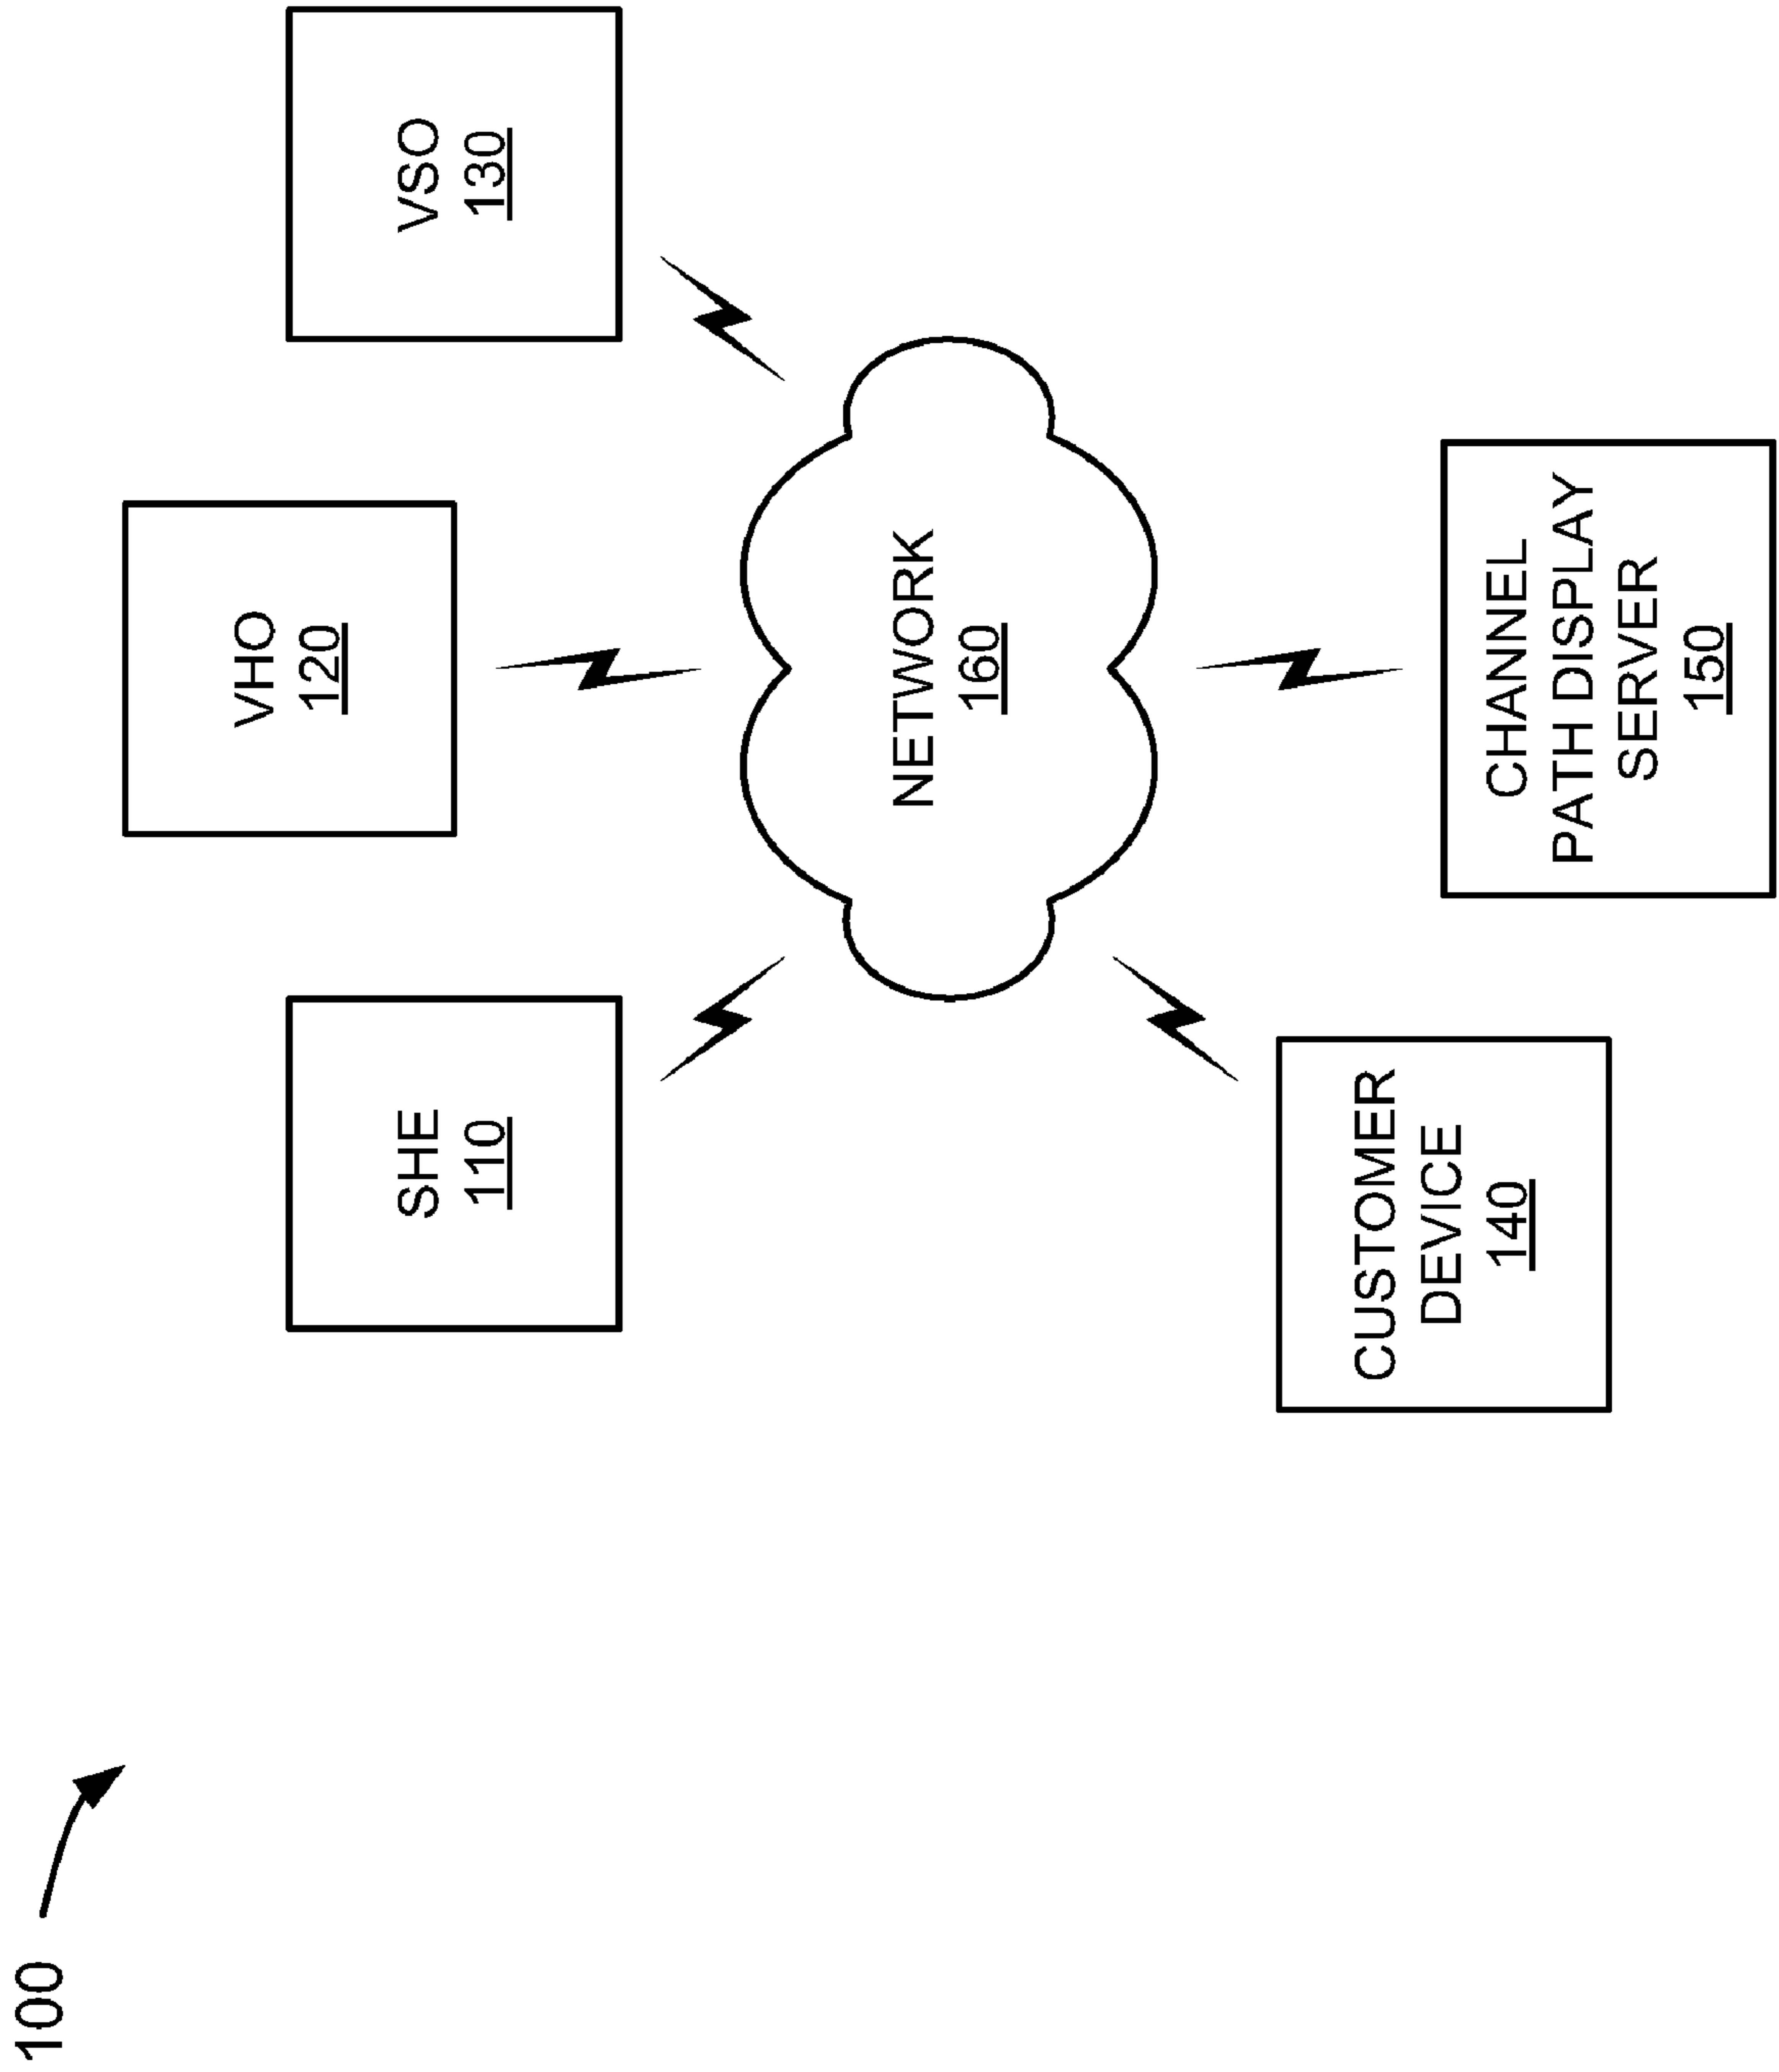 100
SHE
110
VHO
120
VSO
130
NETWORK
160
CUSTOMER
DEVICE
140
CHANNEL
PATH DISPLAY
SERVER
150